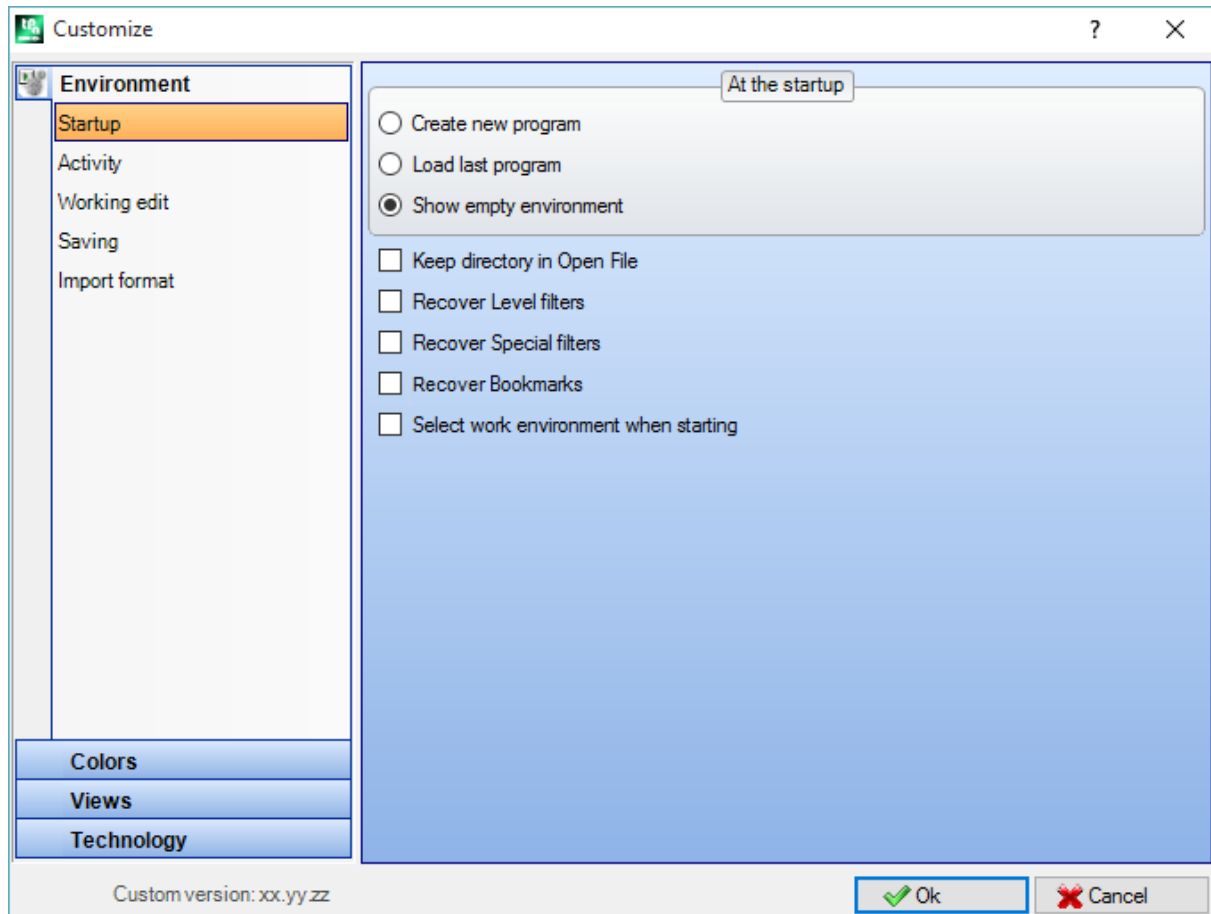 Customize
?
Environment
Startup
Activity
Working edit
Saving
Import format
Colors
Views
Technology
At the startup
Create new program
Load last program
Show empty environment
Keep directory in Open File
Recover Level filters
Recover Special filters
Recover Bookmarks
Select work environment when starting
Custom version: xx.yy.zz
Ok
Cancel